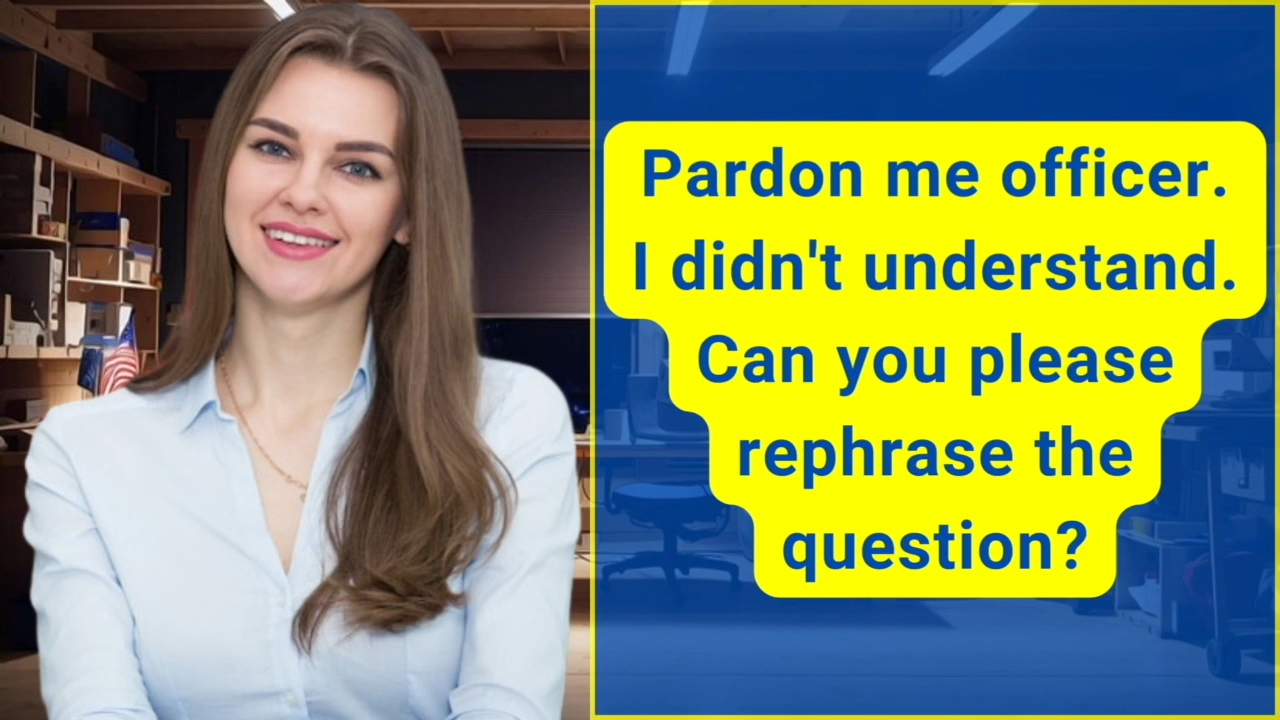 Pardon me officer.
I didn't understand.
Can you please
rephrase the
question?